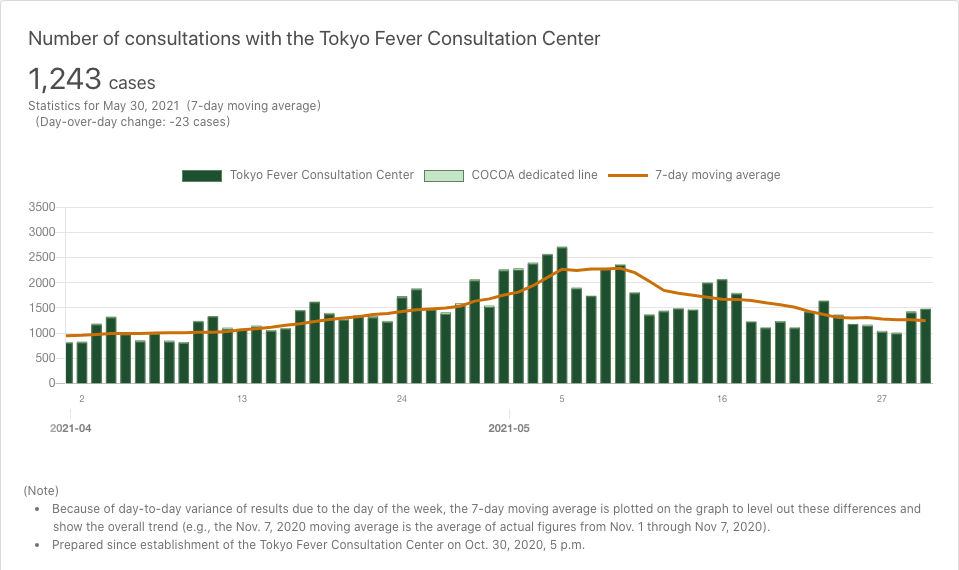 Number of consultations with the Tokyo Fever Consultation Center
1,243 cases
Statistics for May 30, 2021 (7-day moving average)
(Day-over-day change: -23 cases)
Tokyo Fever Consultation Center COCOA dedicated line 7-day moving average
3500
3000
2500
2000
1500
1000
500
0
2 13 24 5 16 27
2021-04 2021-05
(Note)
• Because of day-to-day variance of results due to the day of the week, the 7-day moving average is plotted on the graph to level out these differences and
show the overall trend (e.g., the Nov. 7, 2020 moving average is the average of actual figures from Nov. 1 through Nov 7, 2020).
• Prepared since establishment of the Tokyo Fever Consultation Center on Oct. 30, 2020, 5 p.m.